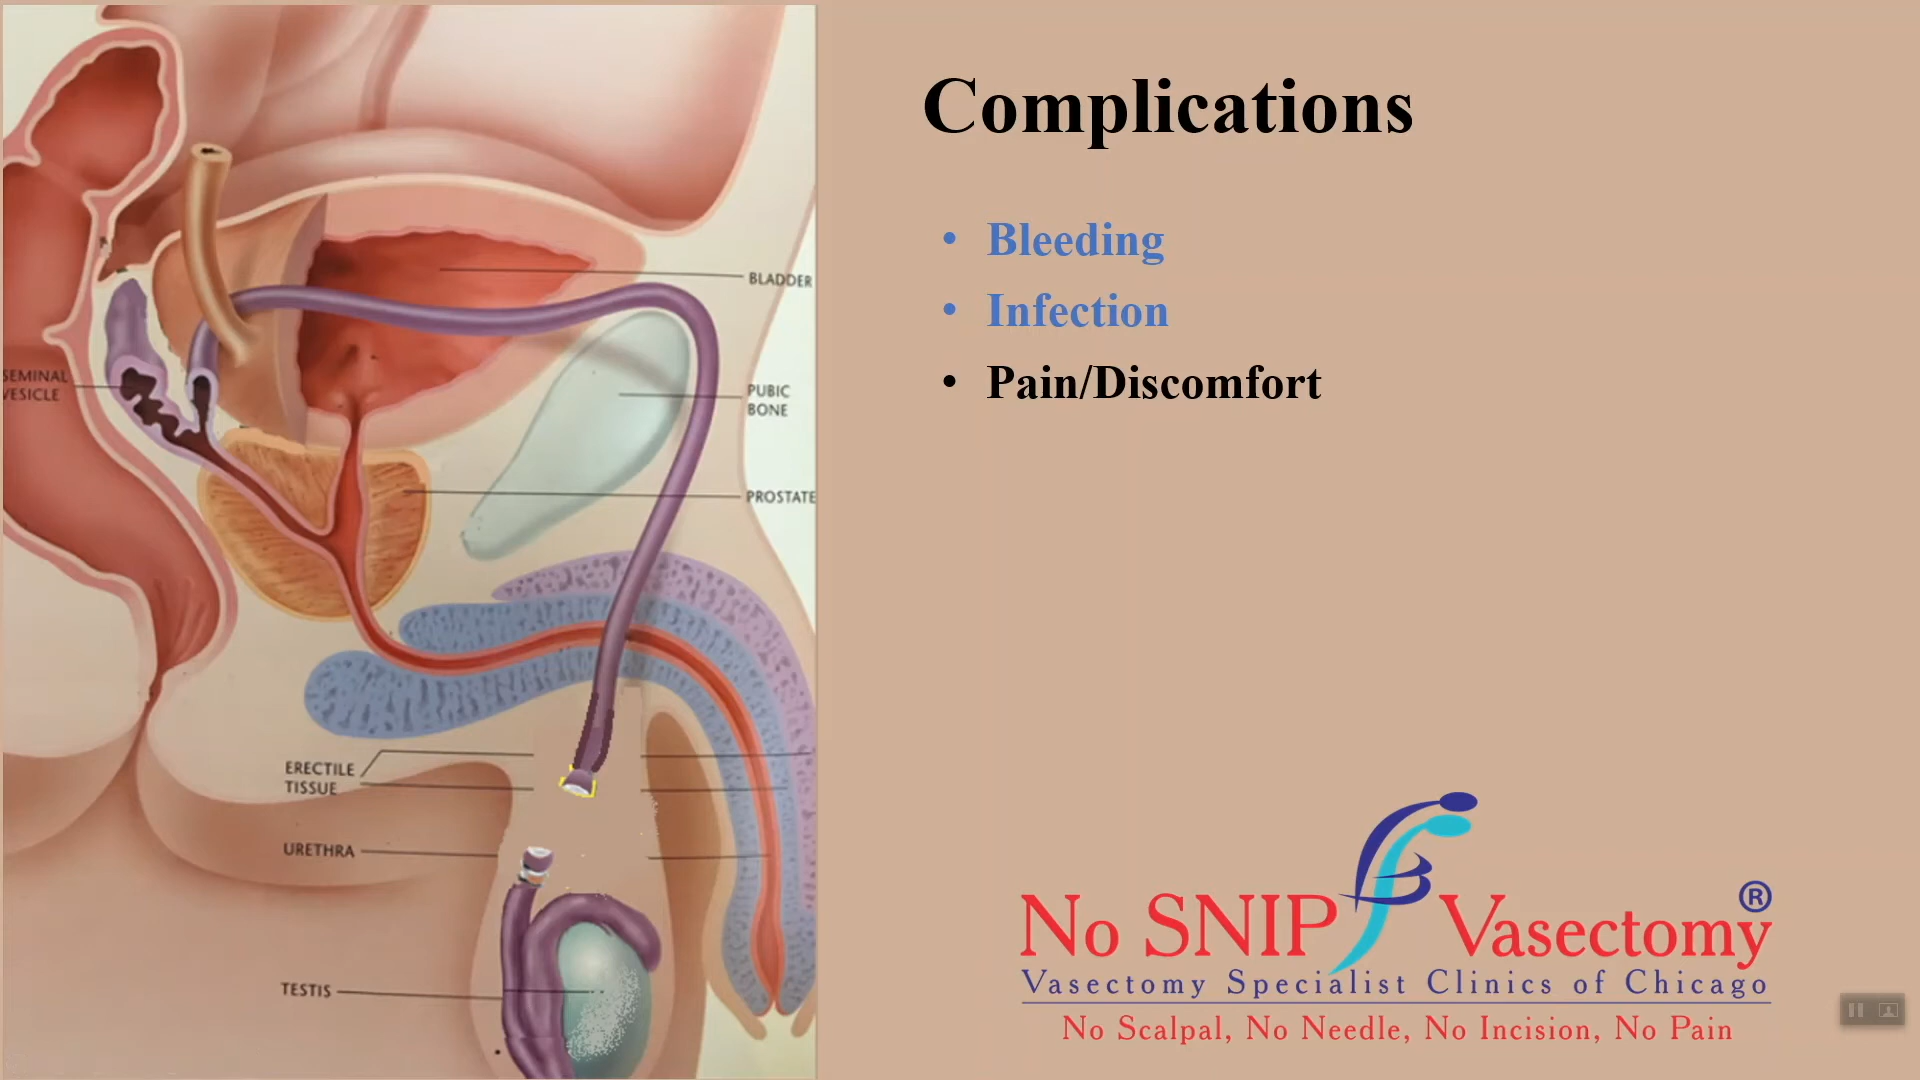 Complications
• Bleeding
• Infection
• Pain/Discomfort
BLADDER
SEMINAL
VESICLE
PUBIC
BONE
PROSTATE
ERECTILE
TISSUE
URETHRA
TESTIS
No SNIP Vasectomy®
Vasectomy Specialist Clinics of Chicago
No Scalpal, No Needle, No Incision, No Pain